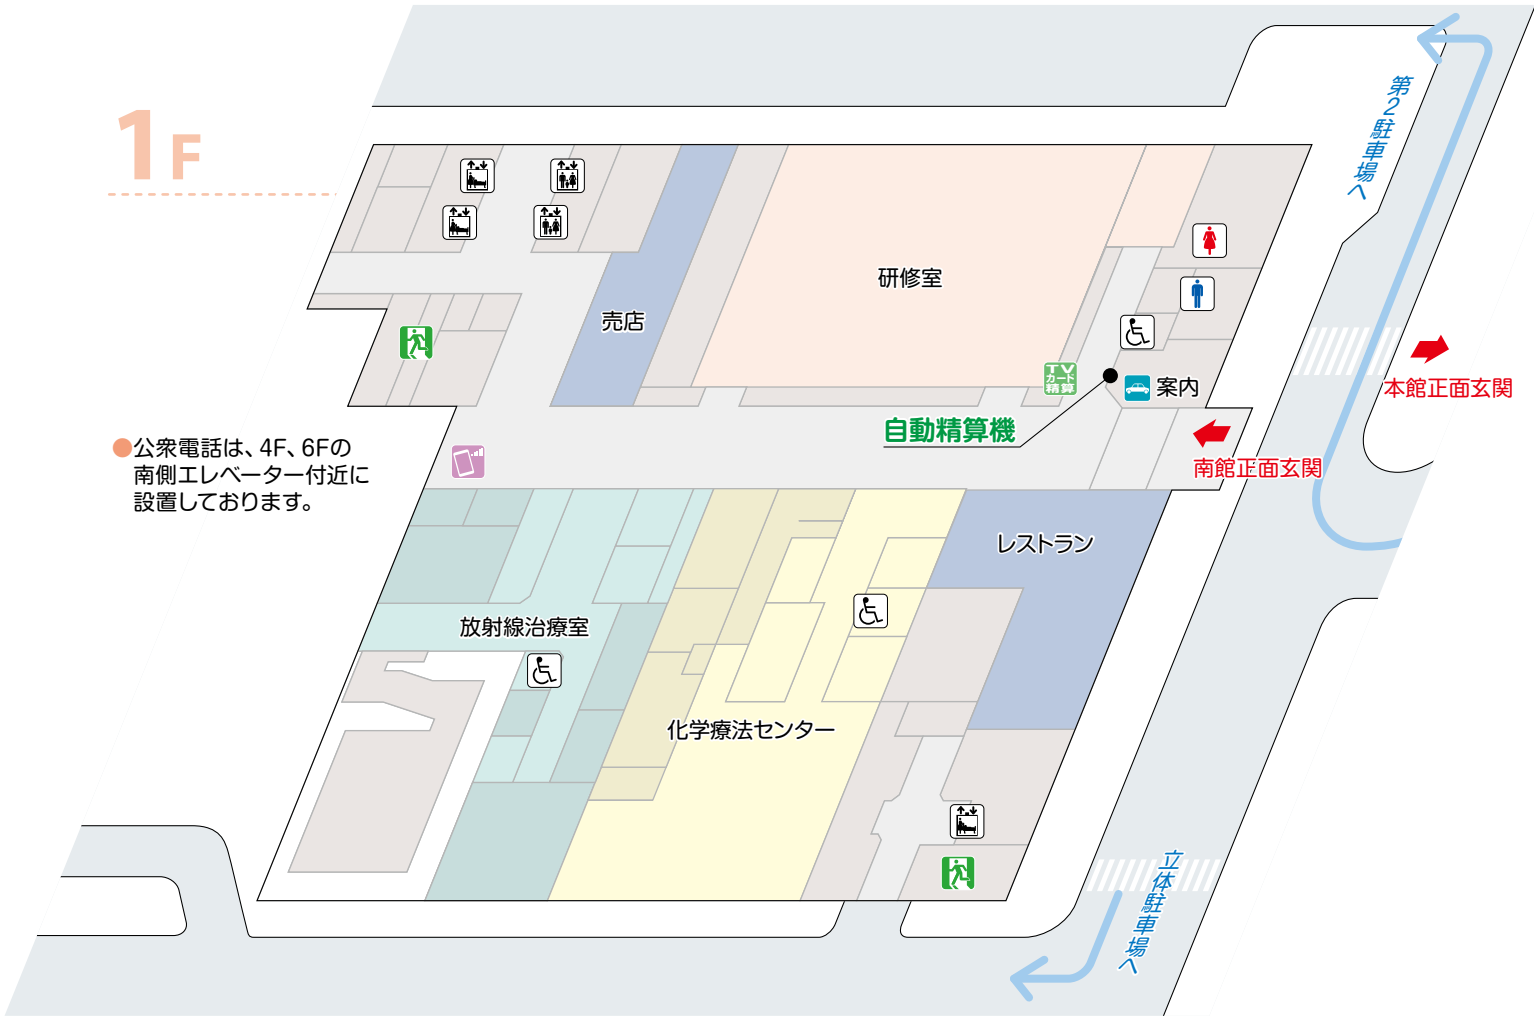 1F
第2駐車場へ
研修室
売店
TV
カード
精算
案内
本館正面玄関
自動精算機
南館正面玄関
●公衆電話は、4F、6Fの
南側エレベーター付近に
設置しております。
レストラン
放射線治療室
化学療法センター
立体駐車場へ